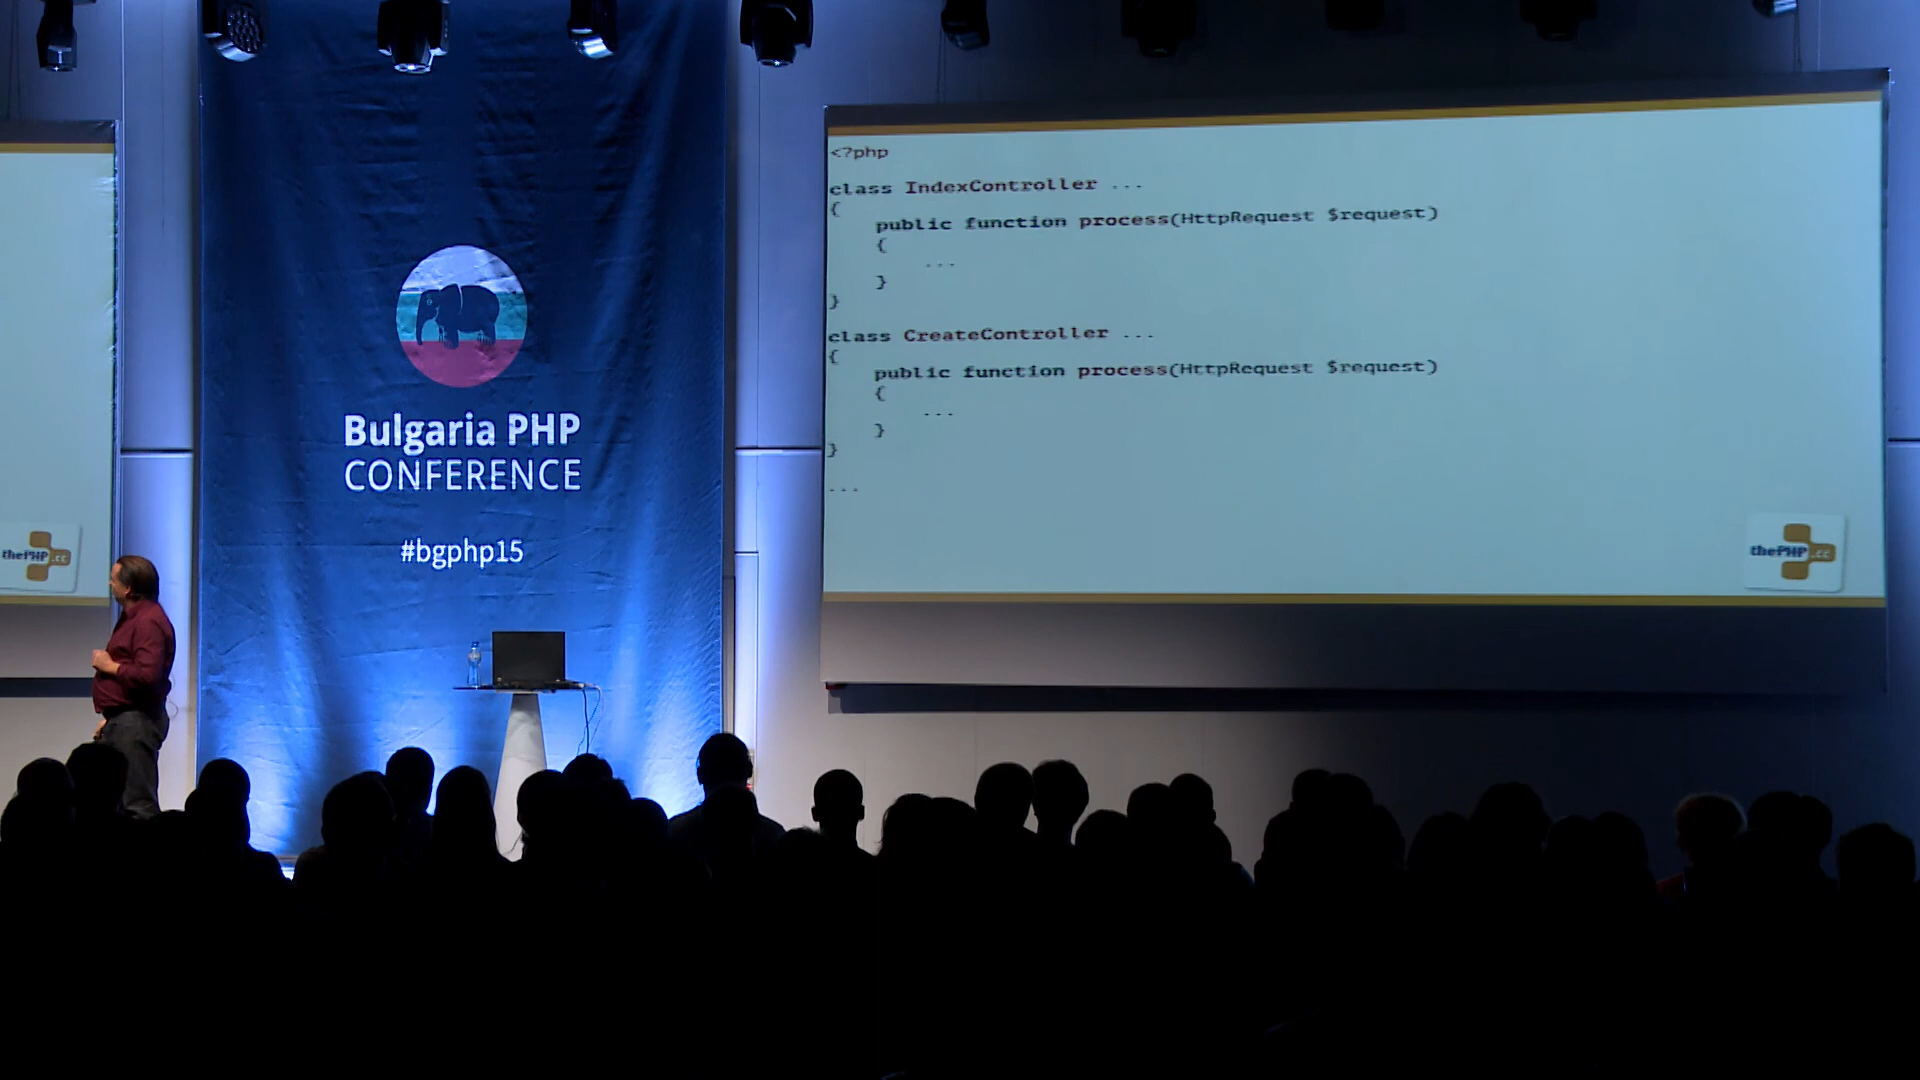 Bulgaria PHP
CONFERENCE
#bgphp15
thePHP.cc
<?php
class IndexController ...
{
public function process(HttpRequest $request)
{
...
}
}
class CreateController ...
{
public function process(HttpRequest $request)
{
...
}
}
...
thePHP.cc